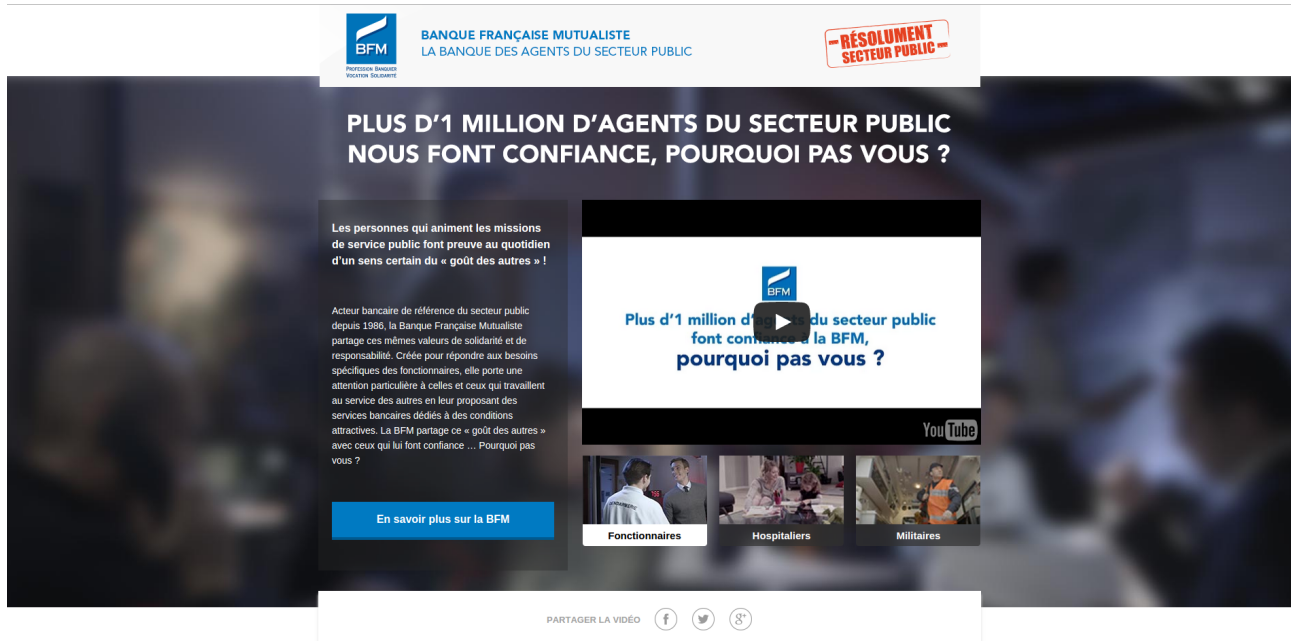 BFM
PROFESSION BANQUIER
VOCATION SOLIDARITÉ
BANQUE FRANÇAISE MUTUALISTE
LA BANQUE DES AGENTS DU SECTEUR PUBLIC
RÉSOLUMENT
SECTEUR PUBLIC
PLUS D'1 MILLION D'AGENTS DU SECTEUR PUBLIC
NOUS FONT CONFIANCE, POURQUOI PAS VOUS ?
Les personnes qui animent les missions
de service public font preuve au quotidien
d'un sens certain du « goût des autres » !
Acteur bancaire de référence du secteur public
depuis 1986, la Banque Française Mutualiste
partage ces mêmes valeurs de solidarité et de
responsabilité. Créée pour répondre aux besoins
spécifiques des fonctionnaires, elle porte une
attention particulière à celles et ceux qui travaillent
au service des autres en leur proposant des
services bancaires dédiés à des conditions
attractives. La BFM partage ce « goût des autres »
avec ceux qui lui font confiance … Pourquoi pas
vous ?
En savoir plus sur la BFM
BFM
Plus d'1 million d'agents du secteur public
font confiance à la BFM,
pourquoi pas vous ?
YouTube
GENDARMERIE
Fonctionnaires
Hospitaliers
Militaires
PARTAGER LA VIDÉO